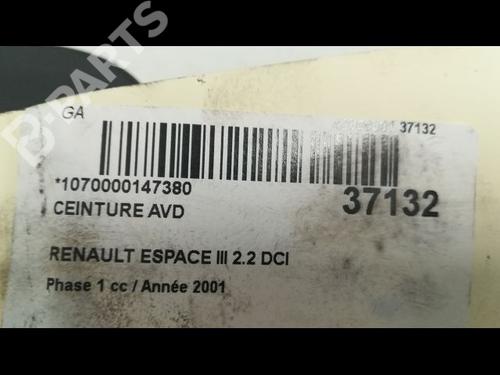 B-PARTS
GA
37132
*1070000147380
CEINTURE AVD
37132
RENAULT ESPACE III 2.2 DCI
Phase 1 cc / Année 2001